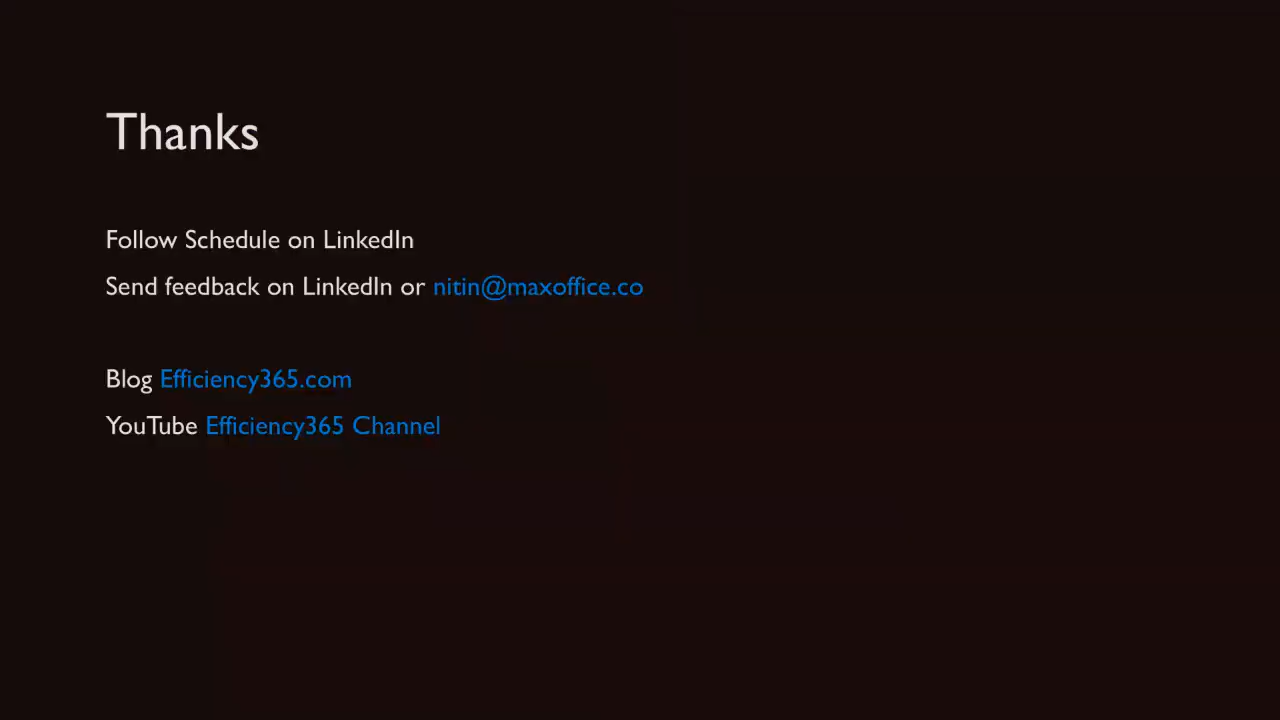 Thanks
Follow Schedule on LinkedIn
Send feedback on LinkedIn or nitin@maxoffice.co
Blog Efficiency365.com
YouTube Efficiency365 Channel